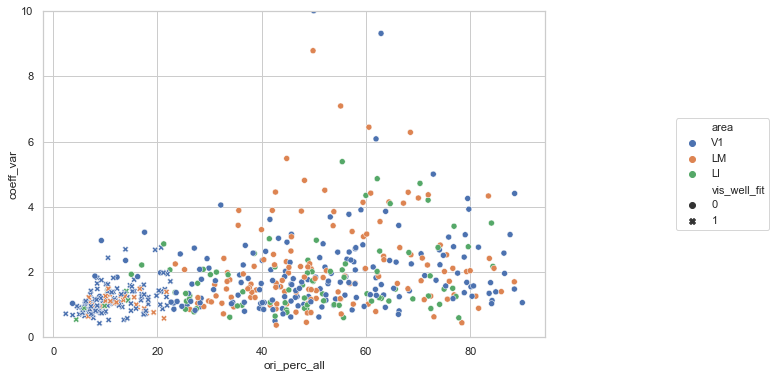 10
8
6
4
2
0
coeff_var
0
20
40
60
80
ori_perc_all
area
V1
LM
LI
vis_well_fit
0
1